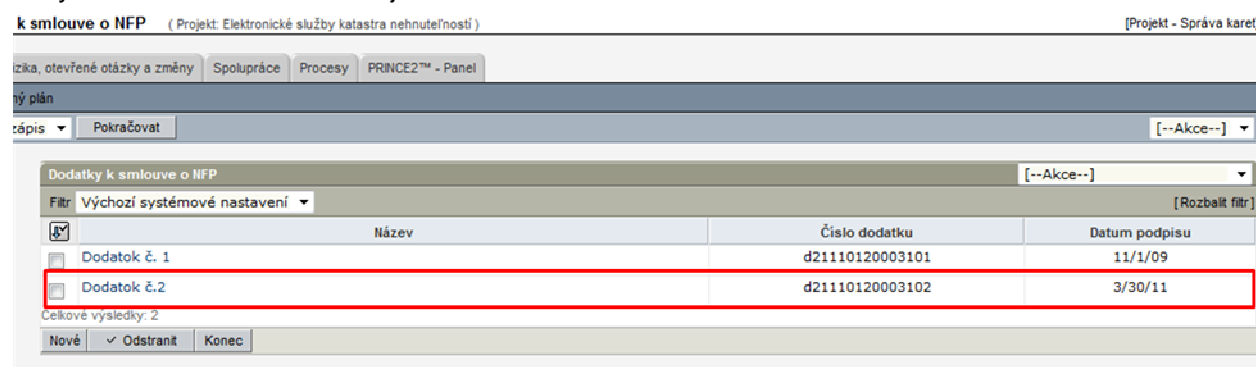 k smlouve o NFP ( Projekt: Elektronické služby katastra nehnuteľností ) [Projekt - Správa karet]
izika, otevřené otázky a změny Spolupráce Procesy PRINCE2™ - Panel
ný plán
zápis Pokračovat [--Akce--]
Dodatky k smlouve o NFP [--Akce--]
Filtr Výchozí systémové nastavení [Rozbalit filtr]
Název Číslo dodatku Datum podpisu
Dodatok č. 1 d21110120003101 11/1/09
Dodatok č.2 d21110120003102 3/30/11
Celkové výsledky: 2
Nové Odstranit Konec